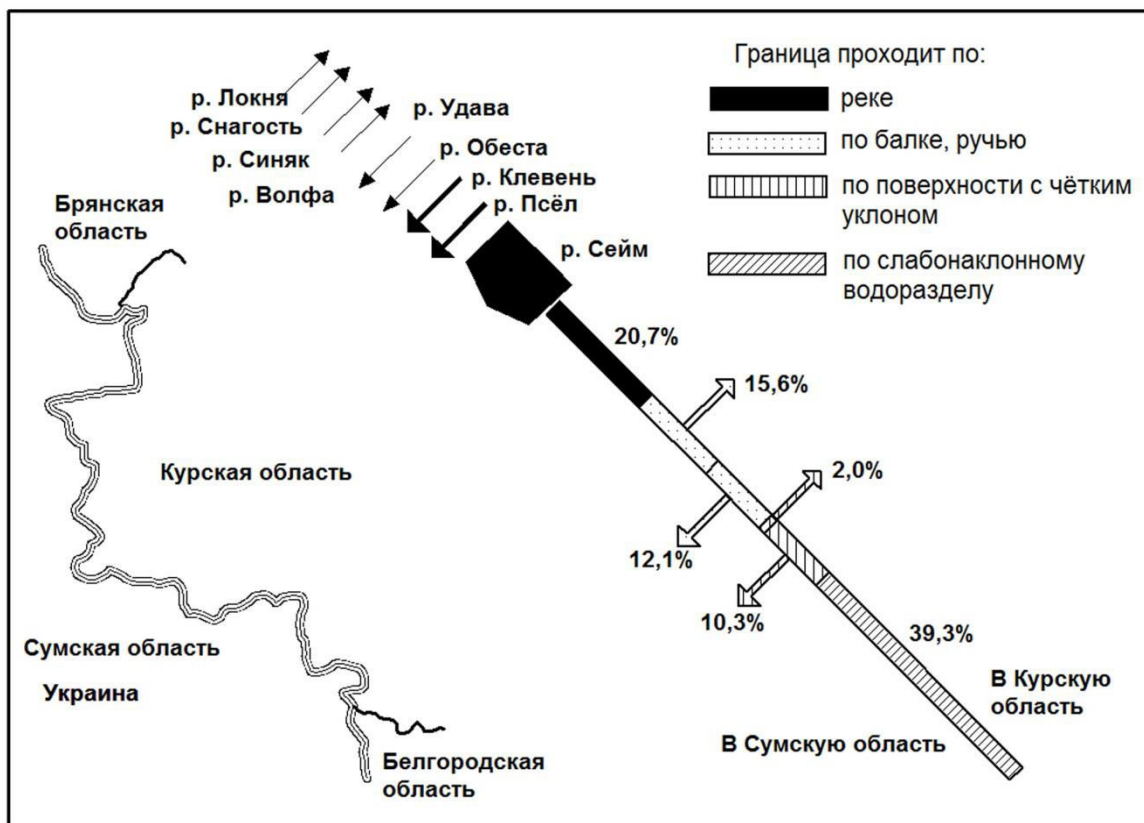 Граница проходит по:
реке
по балке, ручью
по поверхности с чётким
уклоном
по слабонаклонному
водоразделу
р. Локня
р. Снагость
р. Синяк
р. Волфа
р. Удава
р. Обеста
р. Клевень
р. Псёл
р. Сейм
Брянская
область
Курская область
Сумская область
Украина
Белгородская
область
20,7%
15,6%
2,0%
12,1%
10,3%
39,3%
В Курскую
область
В Сумскую область